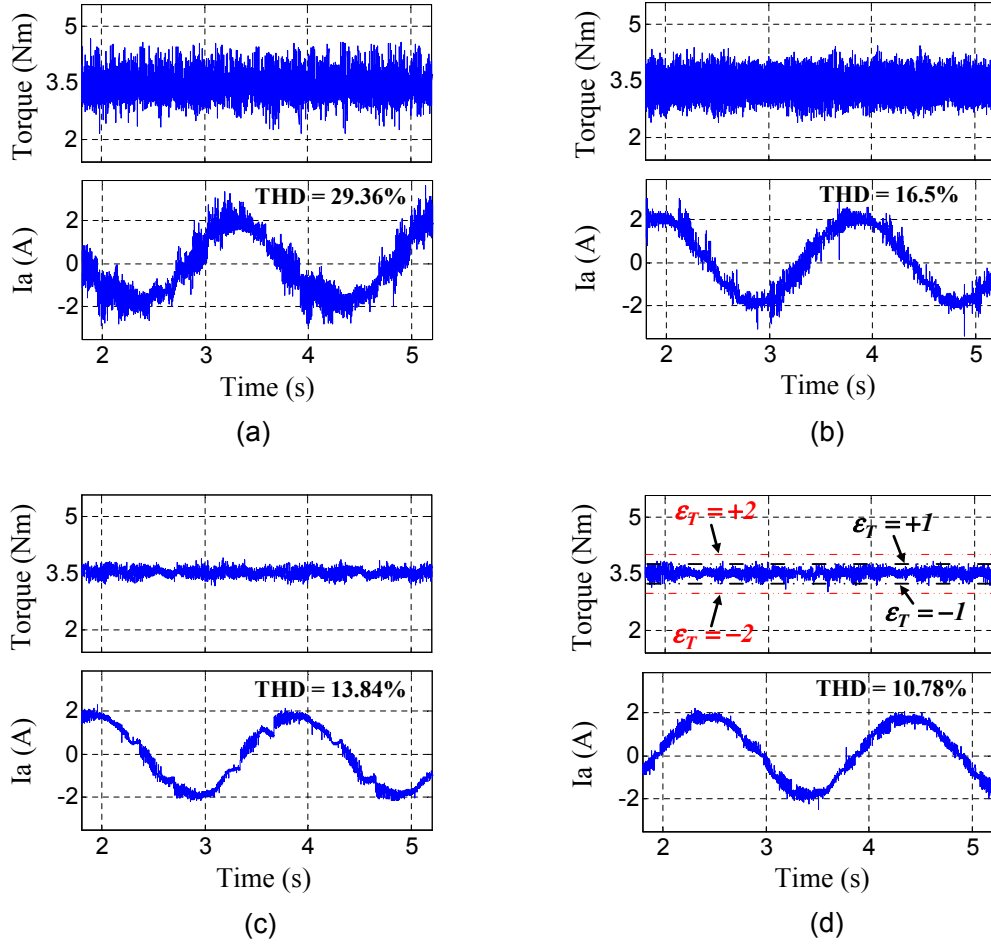 Torque (Nm)
5
3.5
2
THD = 29.36%
Ia (A)
2
0
-2
2 3 4 5
Time (s)
(a)
Torque (Nm)
5
3.5
2
THD = 16.5%
Ia (A)
2
0
-2
2 3 4 5
Time (s)
(b)
Torque (Nm)
5
3.5
2
THD = 13.84%
Ia (A)
2
0
-2
2 3 4 5
Time (s)
(c)
Torque (Nm)
5
3.5
2
εT = +2
εT = +1
εT = −1
εT = −2
THD = 10.78%
Ia (A)
2
0
-2
2 3 4 5
Time (s)
(d)